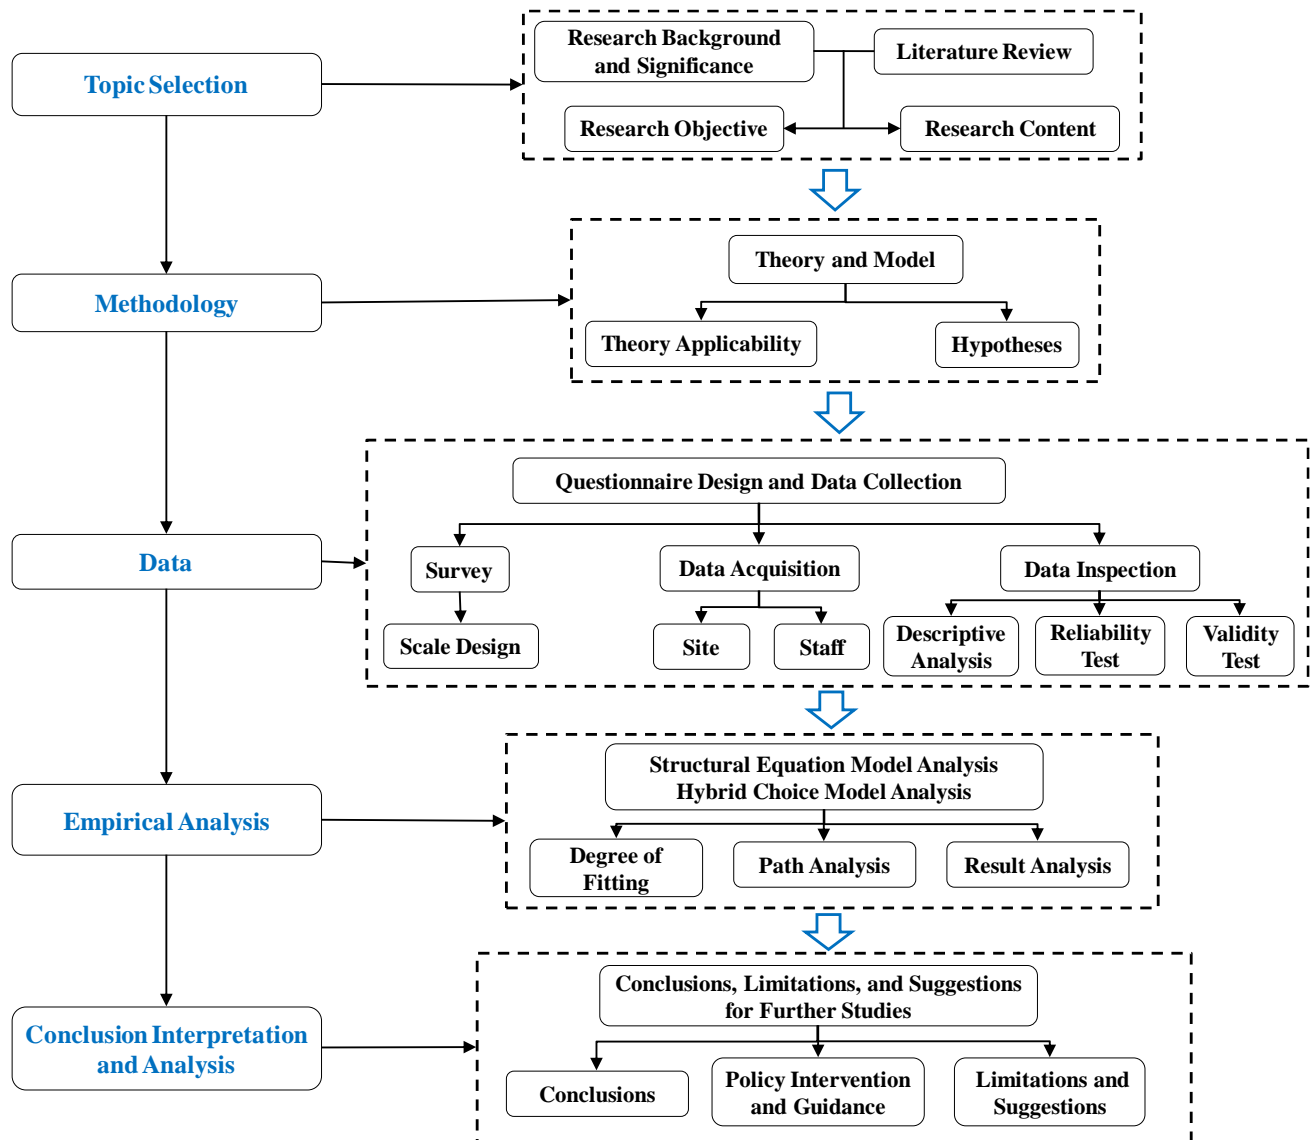 Topic Selection
Research Background
and Significance
Literature Review
Research Objective
Research Content
Methodology
Theory and Model
Theory Applicability
Hypotheses
Data
Questionnaire Design and Data Collection
Survey
Data Acquisition
Data Inspection
Scale Design
Site
Staff
Descriptive
Analysis
Reliability
Test
Validity
Test
Empirical Analysis
Structural Equation Model Analysis
Hybrid Choice Model Analysis
Degree of
Fitting
Path Analysis
Result Analysis
Conclusion Interpretation
and Analysis
Conclusions, Limitations, and Suggestions
for Further Studies
Conclusions
Policy Intervention
and Guidance
Limitations and
Suggestions